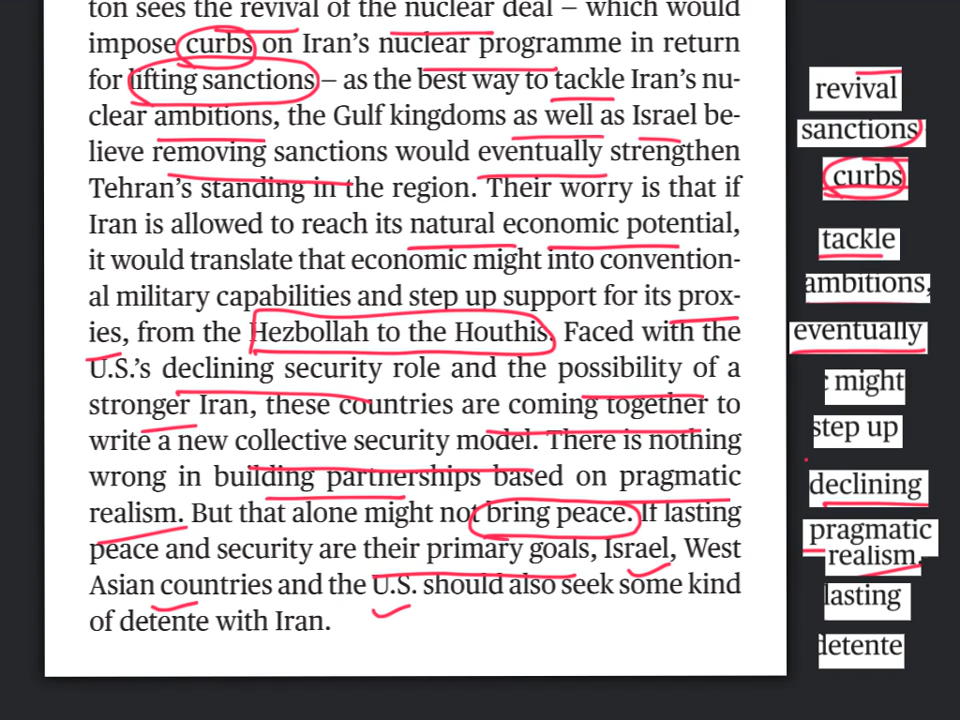 ton sees the revival of the nuclear deal – which would
impose curbs on Iran's nuclear programme in return
for lifting sanctions – as the best way to tackle Iran's nu-
clear ambitions, the Gulf kingdoms as well as Israel be-
lieve removing sanctions would eventually strengthen
Tehran's standing in the region. Their worry is that if
Iran is allowed to reach its natural economic potential,
it would translate that economic might into convention-
al military capabilities and step up support for its prox-
ies, from the Hezbollah to the Houthis. Faced with the
U.S.'s declining security role and the possibility of a
stronger Iran, these countries are coming together to
write a new collective security model. There is nothing
wrong in building partnerships based on pragmatic
realism. But that alone might not bring peace. If lasting
peace and security are their primary goals, Israel, West
Asian countries and the U.S. should also seek some kind
of detente with Iran.
revival
sanctions
curbs
tackle
ambitions,
eventually
might
step up
declining
pragmatic
realism.
lasting
detente